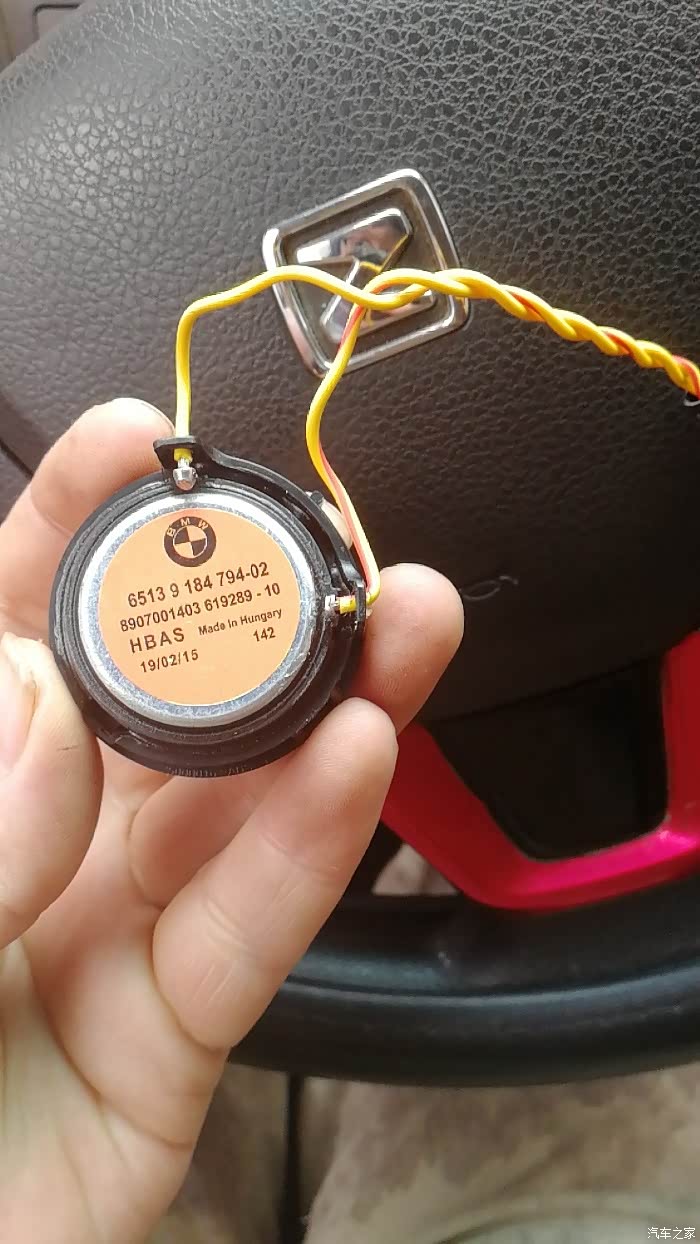 BMW
6513 9 184 794-02
8907001403 619289 - 10
HBAS Made in Hungary
19/02/15 142
汽车之家